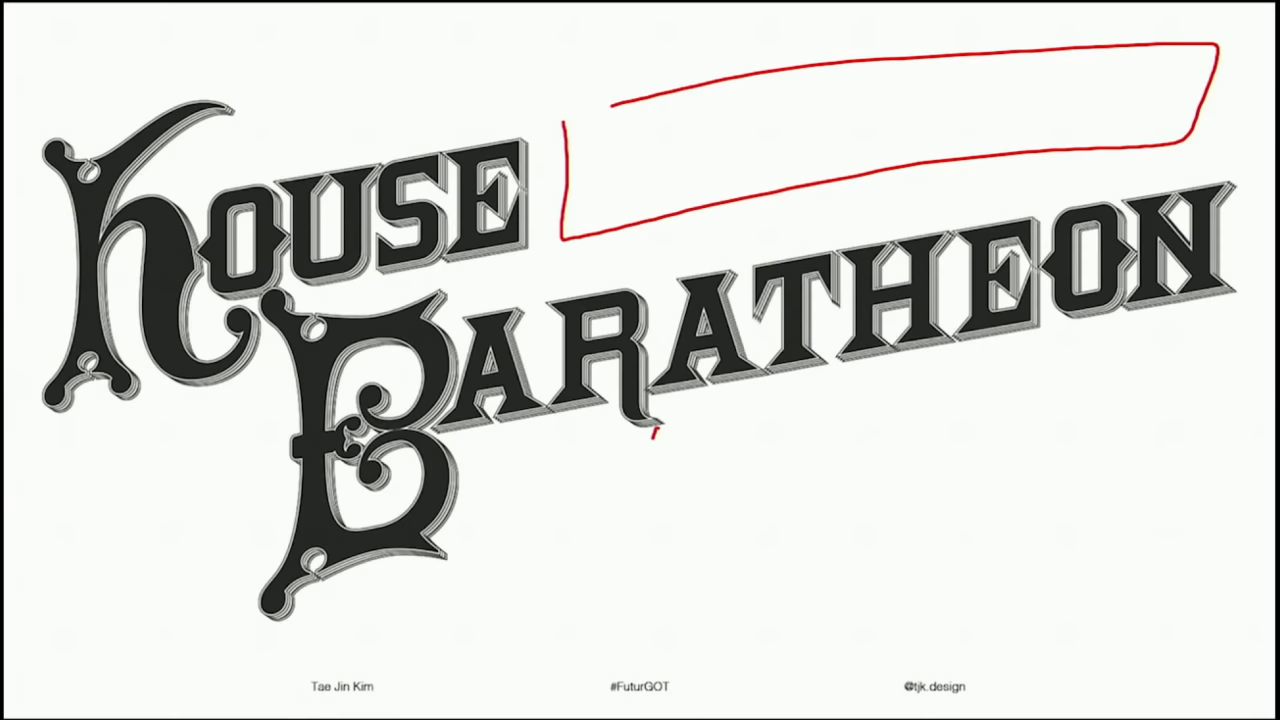 HOUSE
BARATHEON
Tae Jin Kim
#FuturGOT
@tjk.design